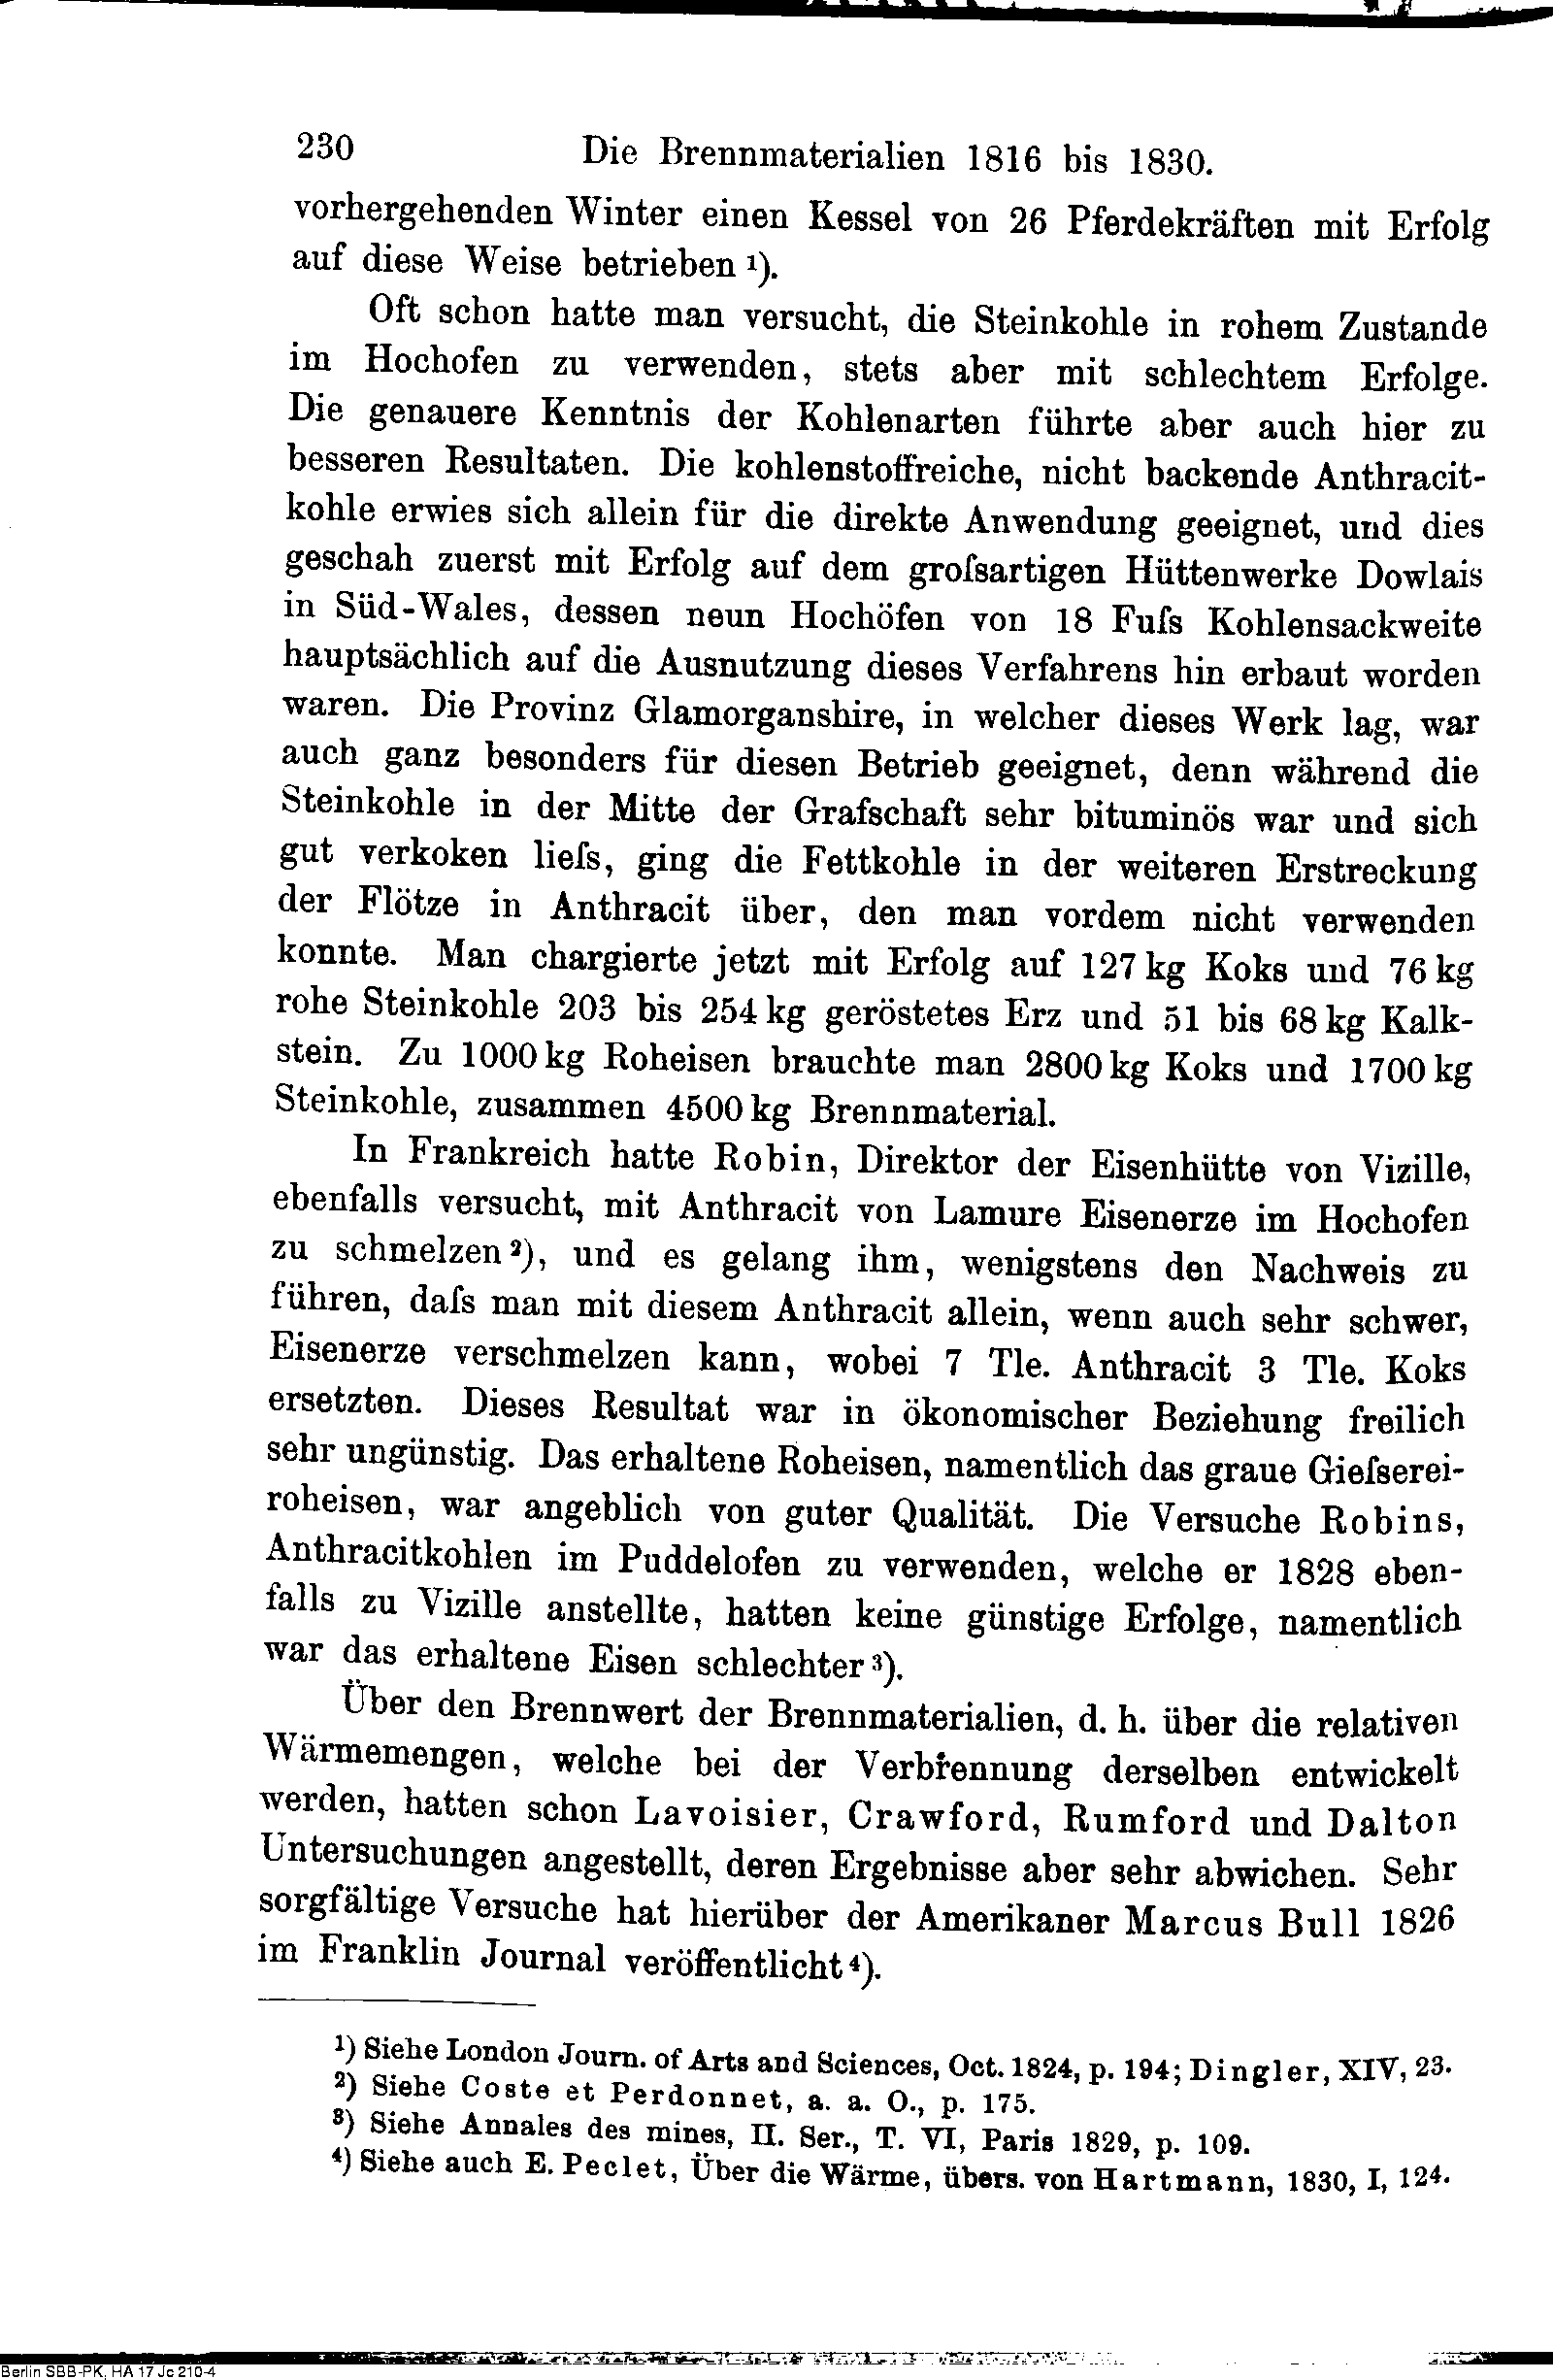 230 Die Brennmaterialien 1816 bis 1830.
vorhergehenden Winter einen Kessel von 26 Pferdekräften mit Erfolg
auf diese Weise betrieben ¹).
Oft schon hatte man versucht, die Steinkohle in rohem Zustande
im Hochofen zu verwenden, stets aber mit schlechtem Erfolge.
Die genauere Kenntnis der Kohlenarten führte aber auch hier zu
besseren Resultaten. Die kohlenstoffreiche, nicht backende Anthracit-
kohle erwies sich allein für die direkte Anwendung geeignet, und dies
geschah zuerst mit Erfolg auf dem groſsartigen Hüttenwerke Dowlais
in Süd-Wales, dessen neun Hochöfen von 18 Fuſs Kohlensackweite
hauptsächlich auf die Ausnutzung dieses Verfahrens hin erbaut worden
waren. Die Provinz Glamorganshire, in welcher dieses Werk lag, war
auch ganz besonders für diesen Betrieb geeignet, denn während die
Steinkohle in der Mitte der Grafschaft sehr bituminös war und sich
gut verkoken lieſs, ging die Fettkohle in der weiteren Erstreckung
der Flötze in Anthracit über, den man vordem nicht verwenden
konnte. Man chargierte jetzt mit Erfolg auf 127 kg Koks und 76 kg
rohe Steinkohle 203 bis 254 kg geröstetes Erz und 51 bis 68 kg Kalk-
stein. Zu 1000 kg Roheisen brauchte man 2800 kg Koks und 1700 kg
Steinkohle, zusammen 4500 kg Brennmaterial.
In Frankreich hatte Robin, Direktor der Eisenhütte von Vizille,
ebenfalls versucht, mit Anthracit von Lamure Eisenerze im Hochofen
zu schmelzen ²), und es gelang ihm, wenigstens den Nachweis zu
führen, daſs man mit diesem Anthracit allein, wenn auch sehr schwer,
Eisenerze verschmelzen kann, wobei 7 Tle. Anthracit 3 Tle. Koks
ersetzten. Dieses Resultat war in ökonomischer Beziehung freilich
sehr ungünstig. Das erhaltene Roheisen, namentlich das graue Gieſserei-
roheisen, war angeblich von guter Qualität. Die Versuche Robins,
Anthracitkohlen im Puddelofen zu verwenden, welche er 1828 eben-
falls zu Vizille anstellte, hatten keine günstige Erfolge, namentlich
war das erhaltene Eisen schlechter ³).
Über den Brennwert der Brennmaterialien, d. h. über die relativen
Wärmemengen, welche bei der Verbrennung derselben entwickelt
werden, hatten schon Lavoisier, Crawford, Rumford und Dalton
Untersuchungen angestellt, deren Ergebnisse aber sehr abwichen. Sehr
sorgfältige Versuche hat hierüber der Amerikaner Marcus Bull 1826
im Franklin Journal veröffentlicht ⁴).
¹) Siehe London Journ. of Arts and Sciences, Oct. 1824, p. 194; Dingler, XIV, 23.
²) Siehe Coste et Perdonnet, a. a. O., p. 175.
³) Siehe Annales des mines, II. Ser., T. VI, Paris 1829, p. 109.
⁴) Siehe auch E. Peclet, Über die Wärme, übers. von Hartmann, 1830, I, 124.
Berlin SBB-PK, HA 17 Jc 210-4